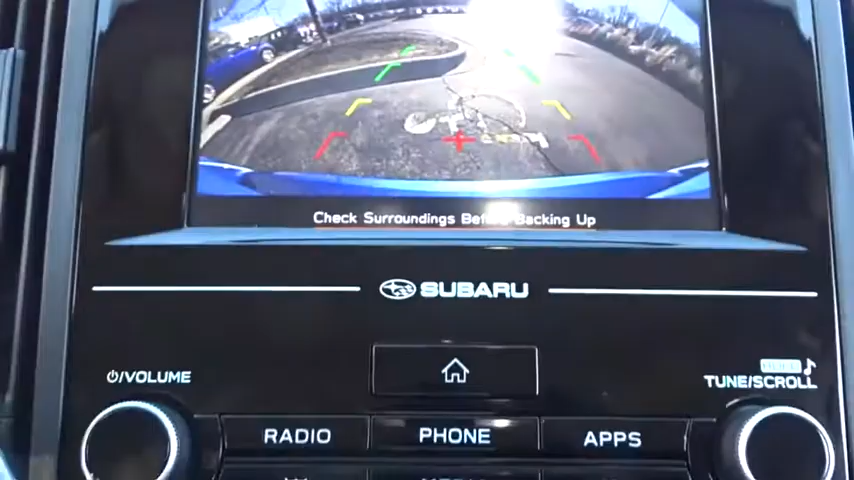 Check Surroundings Before Backing Up
SUBARU
VOLUME
TUNE/SCROLL
RADIO
PHONE
APPS